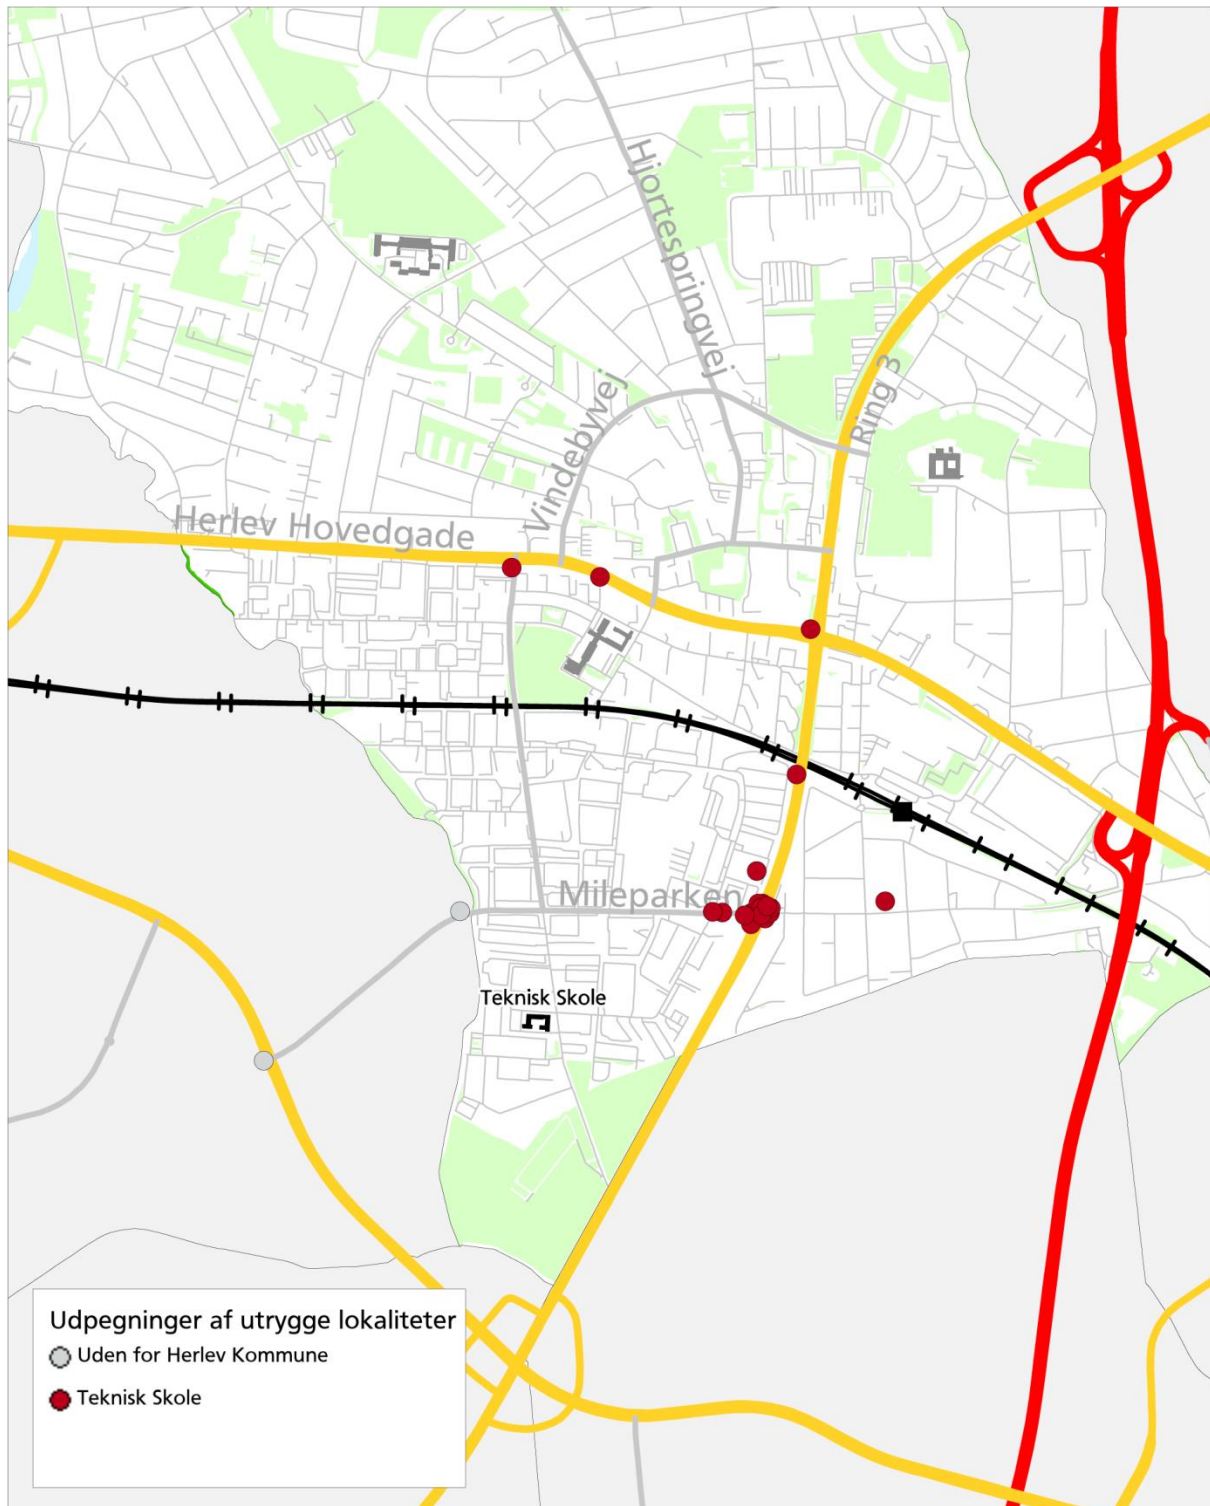 Hjortespringvej
Ring 3
Vindebyvej
Herlev Hovedgade
Mileparken
Teknisk Skole
Udpegninger af utrygge lokaliteter
Uden for Herlev Kommune
Teknisk Skole